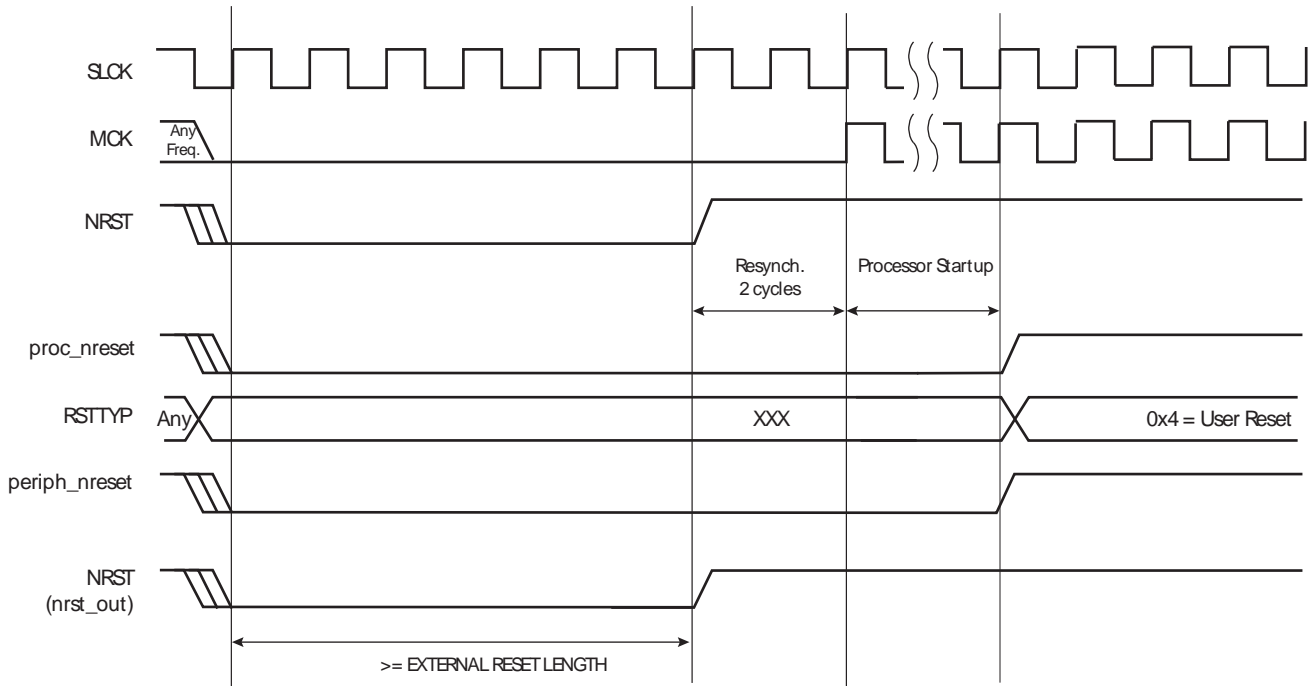 SLCK
MCK
Any
Freq.
NRST
Resynch.
2 cycles
Processor Startup
proc_nreset
RSTTYP
Any
XXX
0x4 = User Reset
periph_nreset
NRST
(nrst_out)
>= EXTERNAL RESET LENGTH